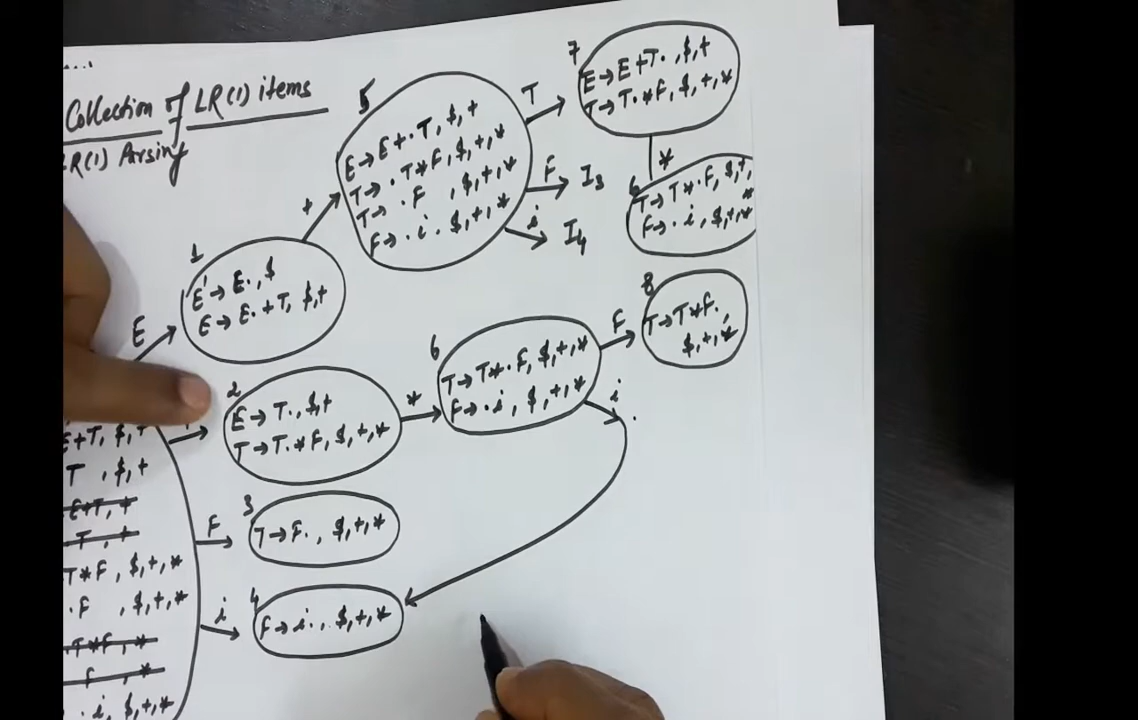 Collection of LR(1) items
LR(1) Parsing
5
E→E+.T, $,+
T→ .T*F, $,+,*
T→ .F , $,+,*
F→ .i . $,+,*
T
F I3
i I4
7
E→E+T. , $,+
T→T.*F, $,+,*
*
6
T→T*.F, $,+,
*
F→ .i, $,+,*
+
1
E'→E. , $
E→E.+T, $,+
E
2
E→T. , $,+
T→T.*F, $,+,*
*
6
T→T*.F, $,+,*
F→ .i, $,+,*
F
i
8
T→T*F.,
$,+,*
E+T, $,+
T , $,+
E+T, +
T, +
T*F, $,+,*
.F , $,+,*
T*F, *
F , *
.i, $,+,*
F
3
T→F. , $,+,*
i
4
F→i. , $,+,*